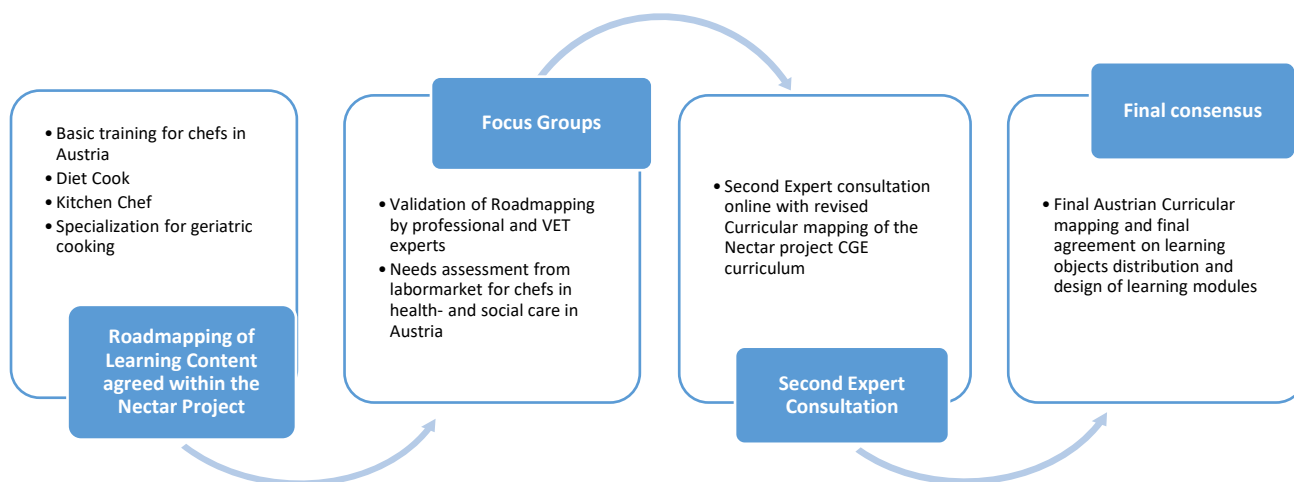 • Basic training for chefs in
Austria
• Diet Cook
• Kitchen Chef
• Specialization for geriatric
cooking
Roadmapping of
Learning Content
agreed within the
Nectar Project
Focus Groups
• Validation of Roadmapping
by professional and VET
experts
• Needs assessment from
labormarket for chefs in
health- and social care in
Austria
• Second Expert consultation
online with revised
Curricular mapping of the
Nectar project CGE
curriculum
Second Expert
Consultation
Final consensus
• Final Austrian Curricular
mapping and final
agreement on learning
objects distribution and
design of learning modules